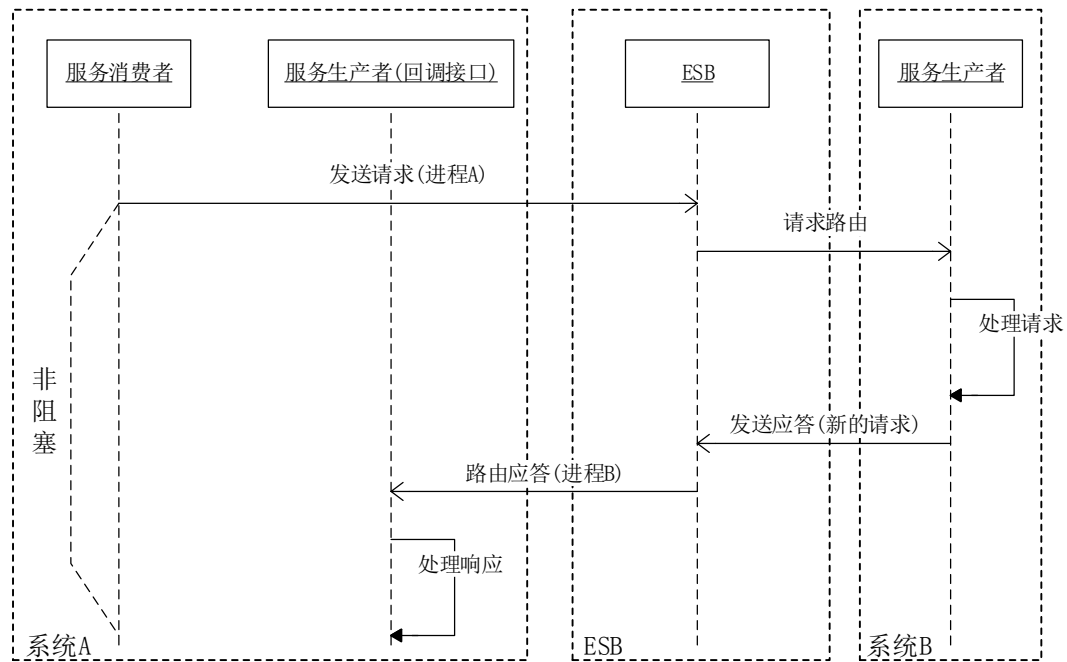 服务消费者
服务生产者(回调接口)
ESB
服务生产者
发送请求(进程A)
请求路由
处理请求
非
阻
塞
发送应答(新的请求)
路由应答(进程B)
处理响应
系统A
ESB
系统B